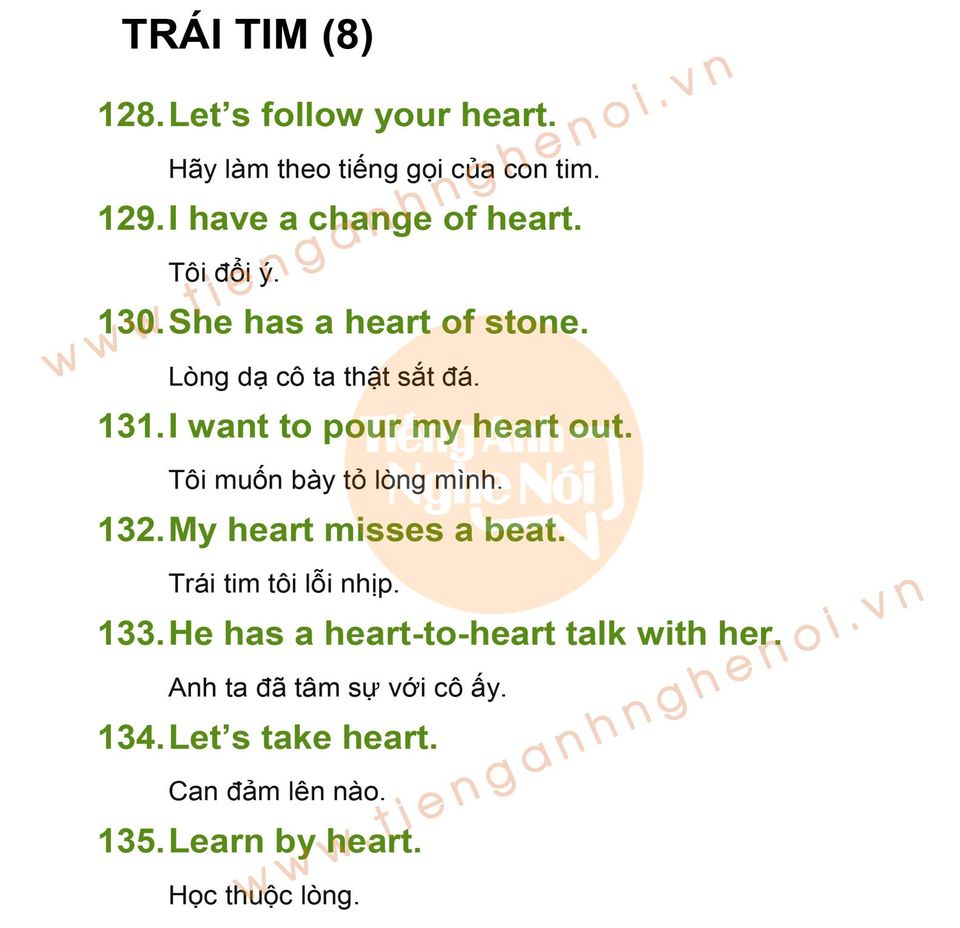 TRÁI TIM (8)
128. Let’s follow your heart.
Hãy làm theo tiếng gọi của con tim.
129. I have a change of heart.
Tôi đổi ý.
130. She has a heart of stone.
Lòng dạ cô ta thật sắt đá.
131. I want to pour my heart out.
Tôi muốn bày tỏ lòng mình.
132. My heart misses a beat.
Trái tim tôi lỗi nhịp.
133. He has a heart-to-heart talk with her.
Anh ta đã tâm sự với cô ấy.
134. Let’s take heart.
Can đảm lên nào.
135. Learn by heart.
Học thuộc lòng.
www.tienganhnghenoi.vn
Tiếng Anh
Nghe Nói
www.tienganhnghenoi.vn